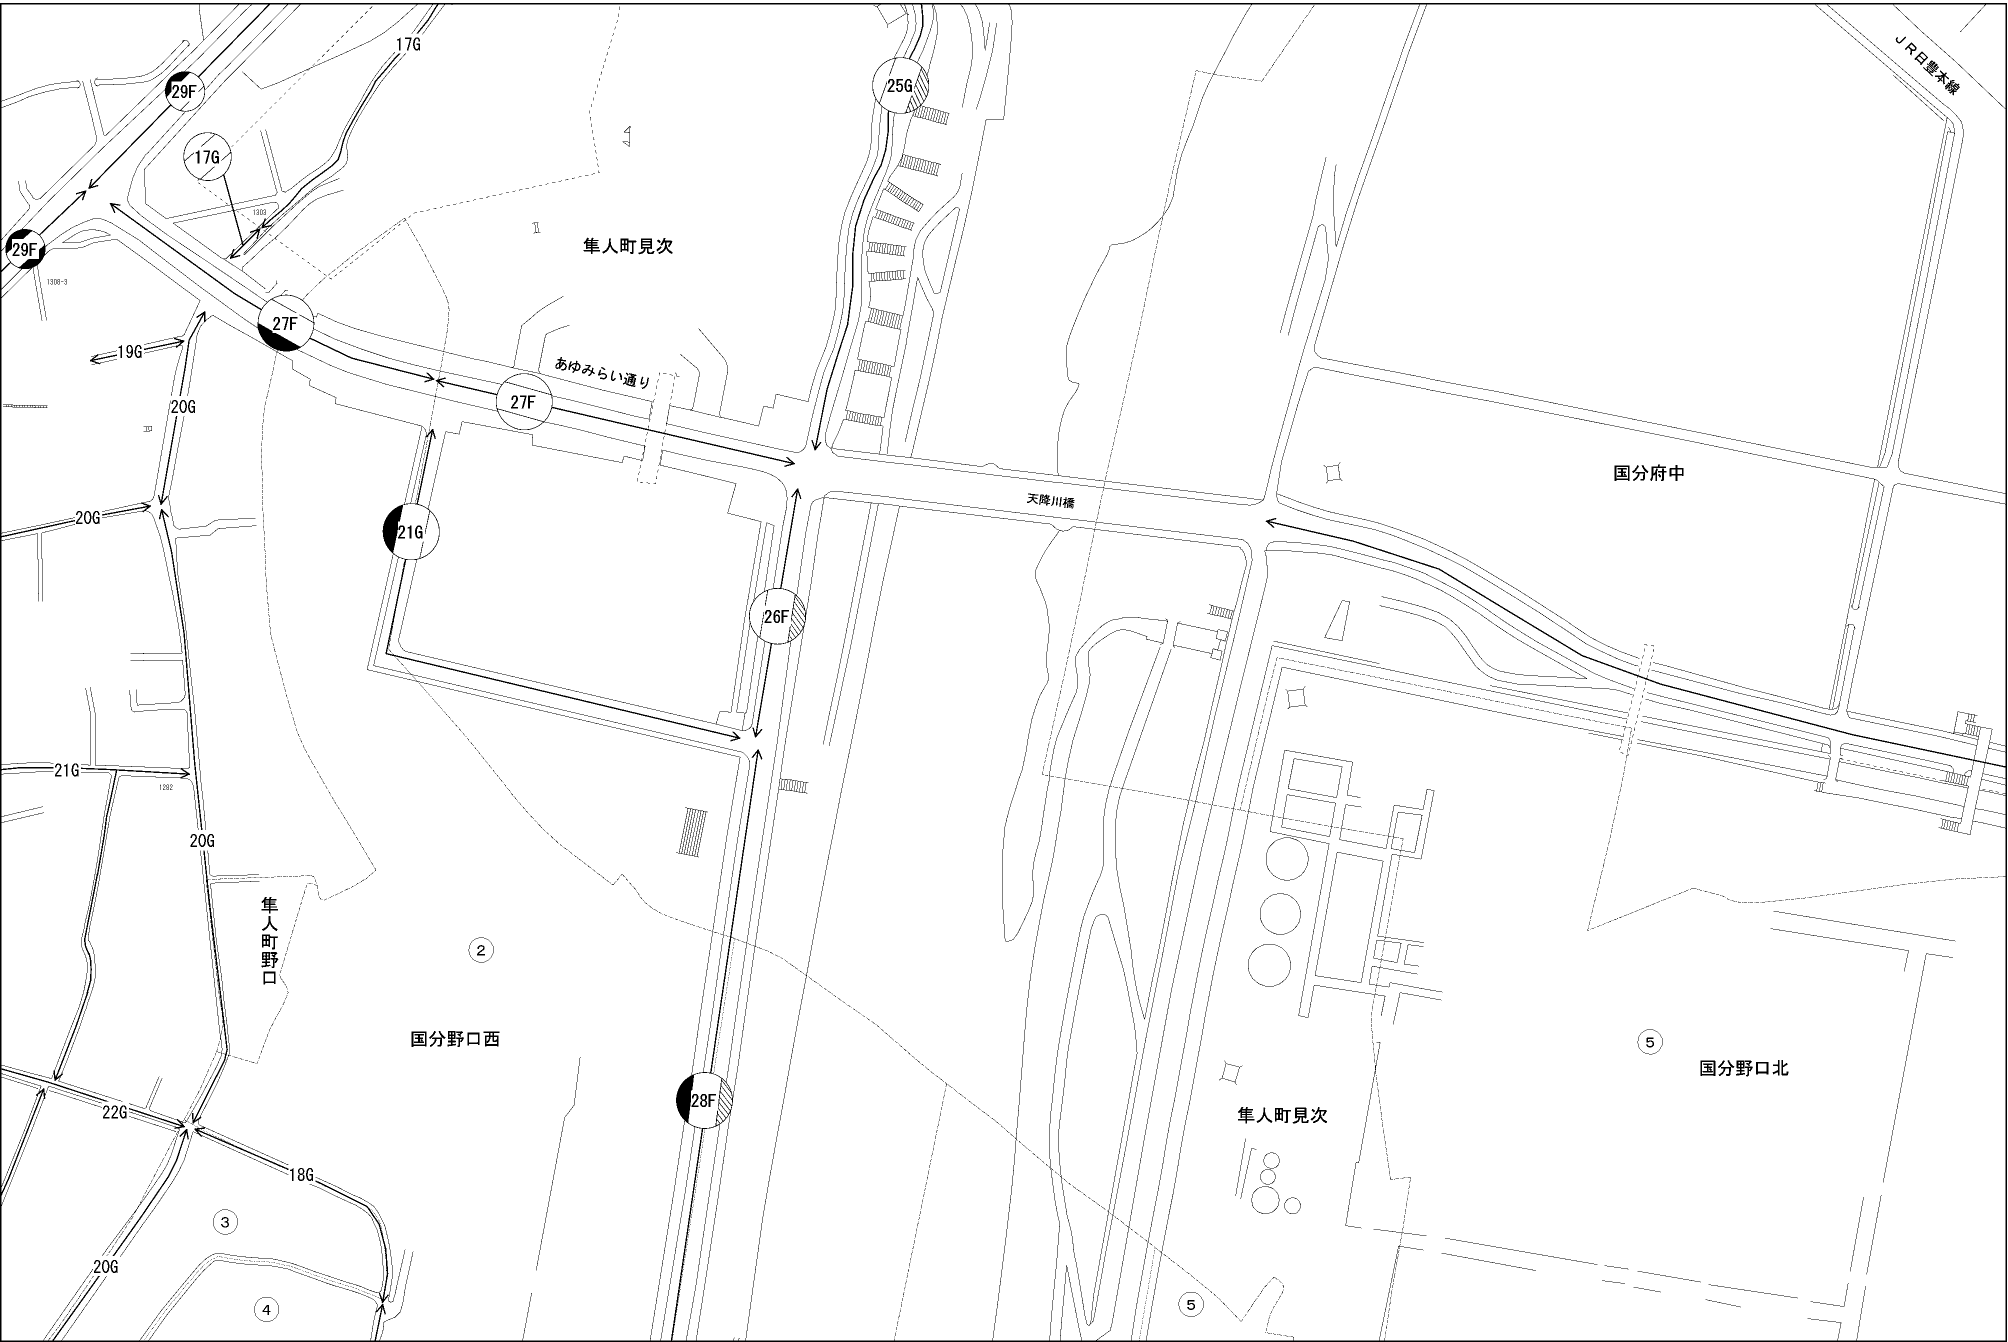 17G
29F
25G
JR日豊本線
17G
1303
隼人町見次
29F
1308-3
27F
19G
あゆみらい通り
27F
20G
国分府中
天降川橋
20G
21G
26F
21G
1282
20G
隼人町野口
2
国分野口西
5
国分野口北
28F
22G
隼人町見次
18G
3
20G
4
5